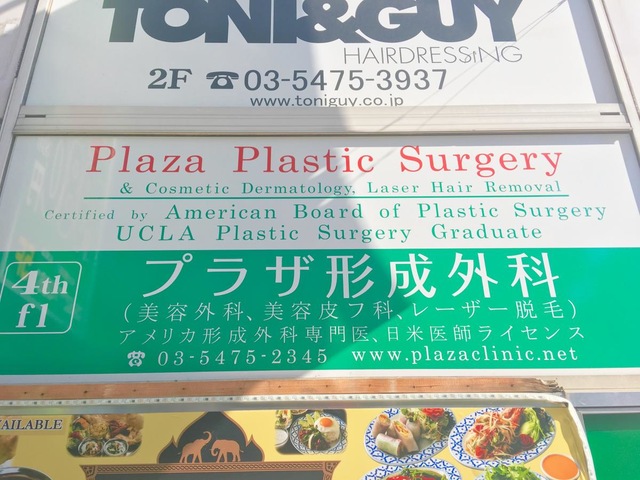 TONI&GUY
HAIRDRESSING
2F ☎03-5475-3937
www.toniguy.co.jp
Plaza Plastic Surgery
& Cosmetic Dermatology, Laser Hair Removal
Certified by American Board of Plastic Surgery
UCLA Plastic Surgery Graduate
4th
fl
プラザ形成外科
(美容外科、美容皮フ科、レーザー脱毛)
アメリカ形成外科専門医、日米医師ライセンス
☎ 03-5475-2345 www.plazaclinic.net